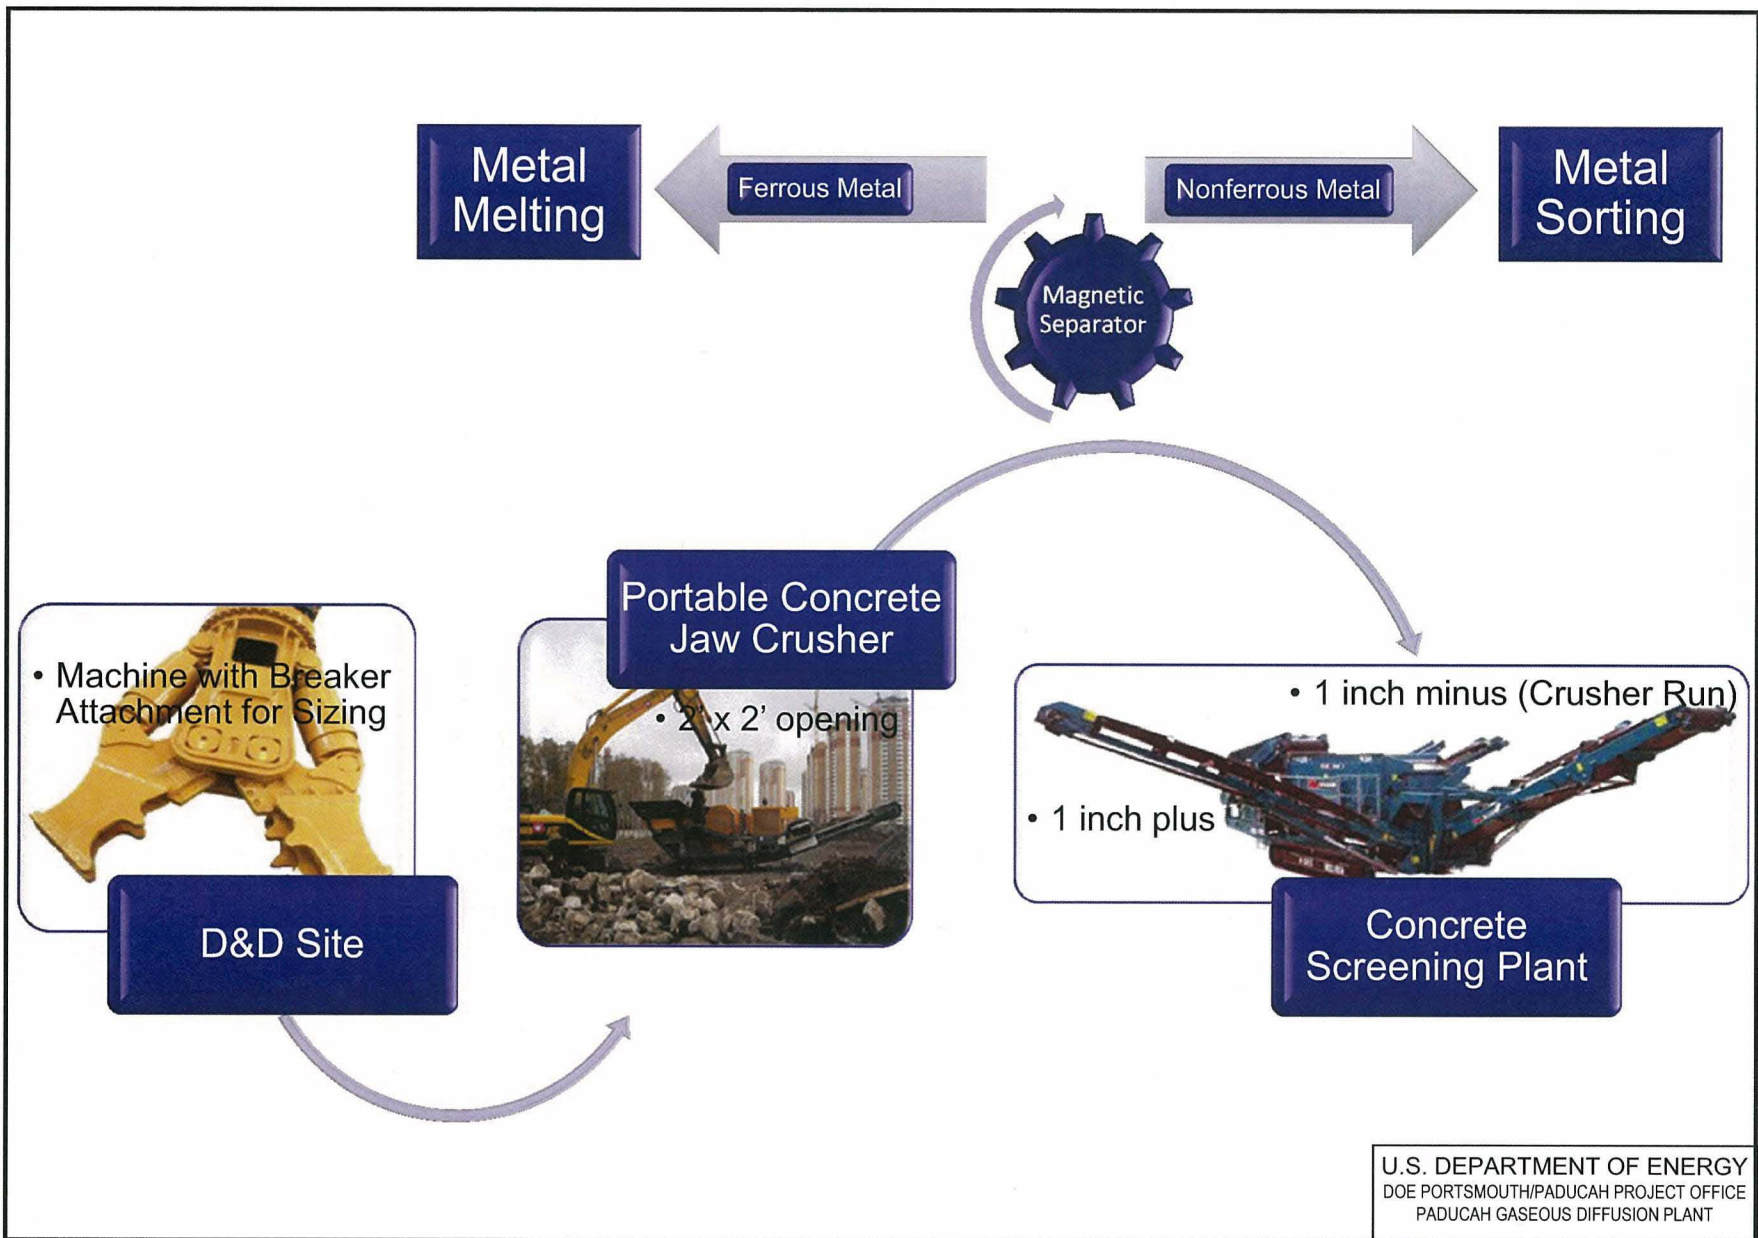 Metal
Melting
Ferrous Metal
Nonferrous Metal
Metal
Sorting
Magnetic
Separator
Portable Concrete
Jaw Crusher
• 2' x 2' opening
• Machine with Breaker
Attachment for Sizing
D&D Site
• 1 inch minus (Crusher Run)
• 1 inch plus
Concrete
Screening Plant
U.S. DEPARTMENT OF ENERGY
DOE PORTSMOUTH/PADUCAH PROJECT OFFICE
PADUCAH GASEOUS DIFFUSION PLANT